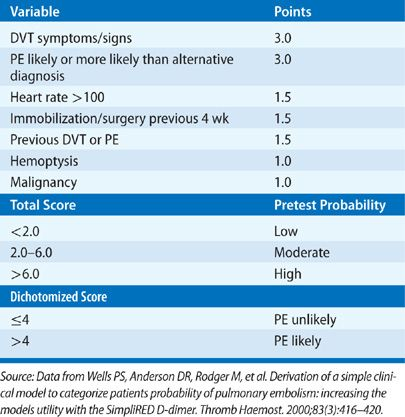 Variable Points
DVT symptoms/signs 3.0
PE likely or more likely than alternative 3.0
diagnosis
Heart rate >100 1.5
Immobilization/surgery previous 4 wk 1.5
Previous DVT or PE 1.5
Hemoptysis 1.0
Malignancy 1.0
Total Score Pretest Probability
<2.0 Low
2.0–6.0 Moderate
>6.0 High
Dichotomized Score
≤4 PE unlikely
>4 PE likely
Source: Data from Wells PS, Anderson DR, Rodger M, et al. Derivation of a simple clini-
cal model to categorize patients probability of pulmonary embolism: increasing the
models utility with the SimpliRED D-dimer. Thromb Haemost. 2000;83(3):416–420.